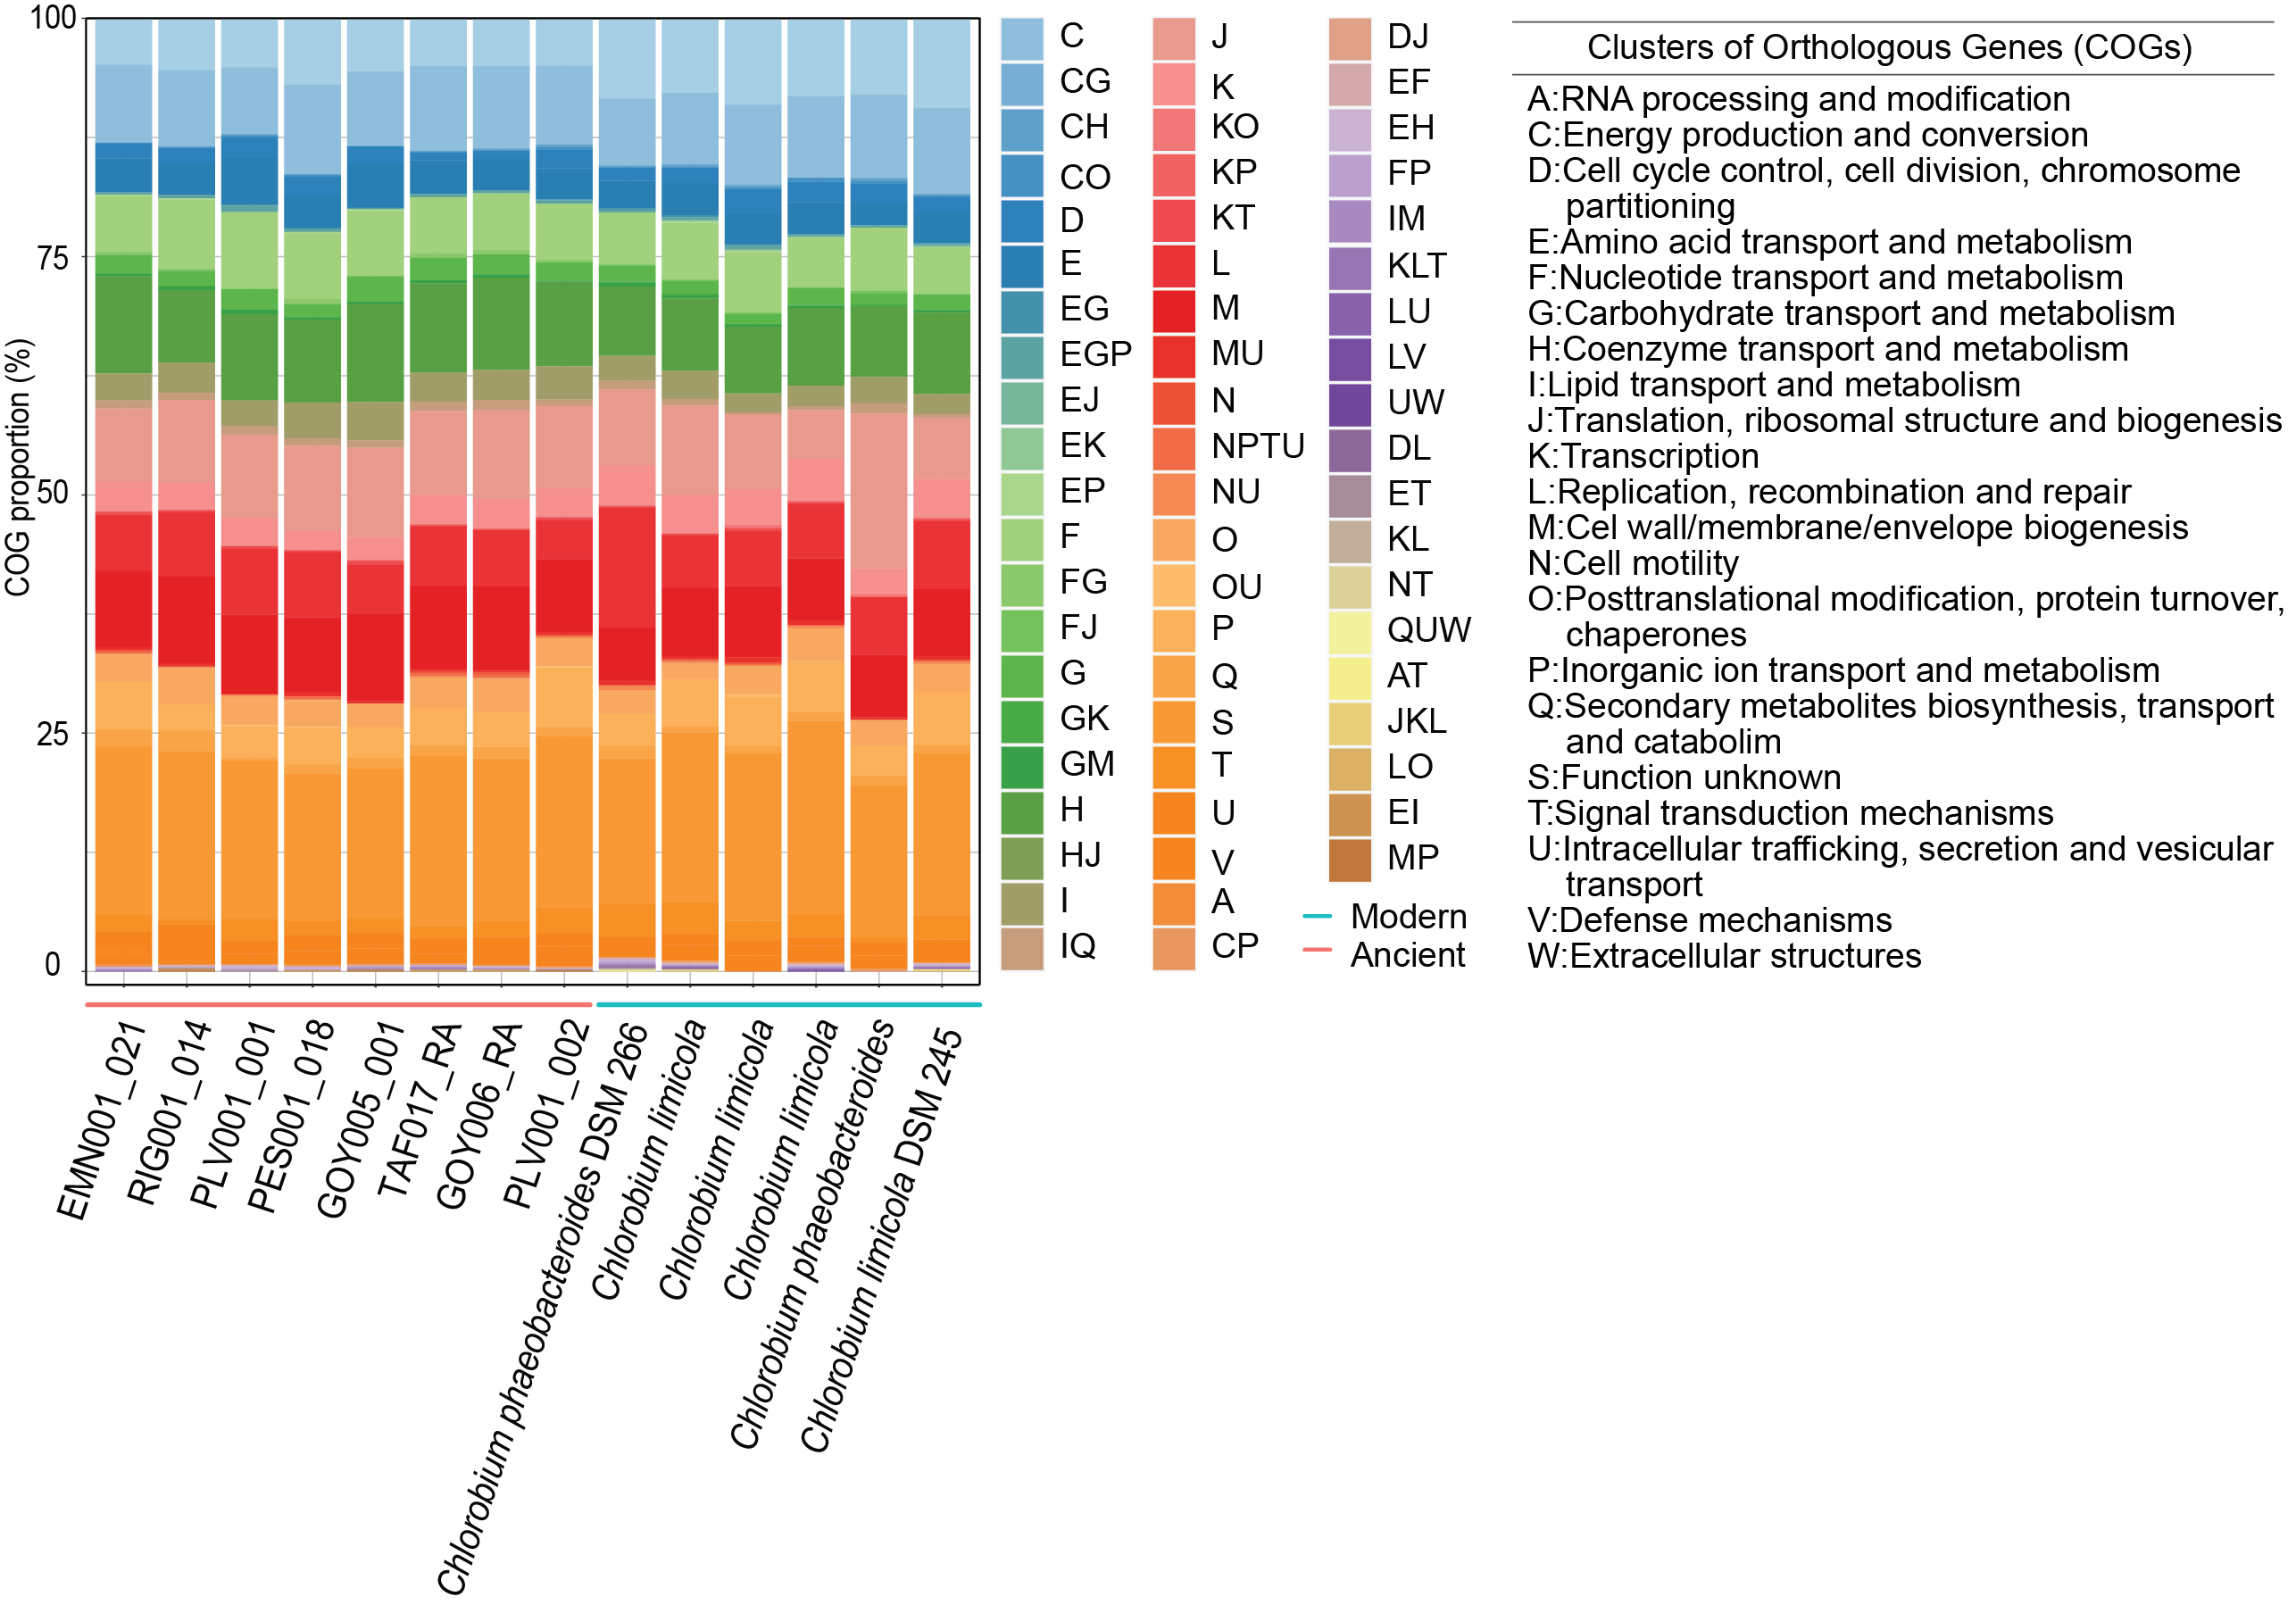 100
75
50
25
0
COG proportion (%)
EMN001_021
RIG001_014
PLV001_001
PES001_018
GOY005_001
TAF017_RA
GOY006_RA
PLV001_002
Chlorobium phaeobacteroides DSM 266
Chlorobium limicola
Chlorobium limicola
Chlorobium limicola
Chlorobium phaeobacteroides
Chlorobium limicola DSM 245
C
CG
CH
CO
D
E
EG
EGP
EJ
EK
EP
F
FG
FJ
G
GK
GM
H
HJ
I
IQ
J
K
KO
KP
KT
L
M
MU
N
NPTU
NU
O
OU
P
Q
S
T
U
V
A
CP
DJ
EF
EH
FP
IM
KLT
LU
LV
UW
DL
ET
KL
NT
QUW
AT
JKL
LO
EI
MP
Modern
Ancient
Clusters of Orthologous Genes (COGs)
A:RNA processing and modification
C:Energy production and conversion
D:Cell cycle control, cell division, chromosome
partitioning
E:Amino acid transport and metabolism
F:Nucleotide transport and metabolism
G:Carbohydrate transport and metabolism
H:Coenzyme transport and metabolism
I:Lipid transport and metabolism
J:Translation, ribosomal structure and biogenesis
K:Transcription
L:Replication, recombination and repair
M:Cel wall/membrane/envelope biogenesis
N:Cell motility
O:Posttranslational modification, protein turnover,
chaperones
P:Inorganic ion transport and metabolism
Q:Secondary metabolites biosynthesis, transport
and catabolim
S:Function unknown
T:Signal transduction mechanisms
U:Intracellular trafficking, secretion and vesicular
transport
V:Defense mechanisms
W:Extracellular structures